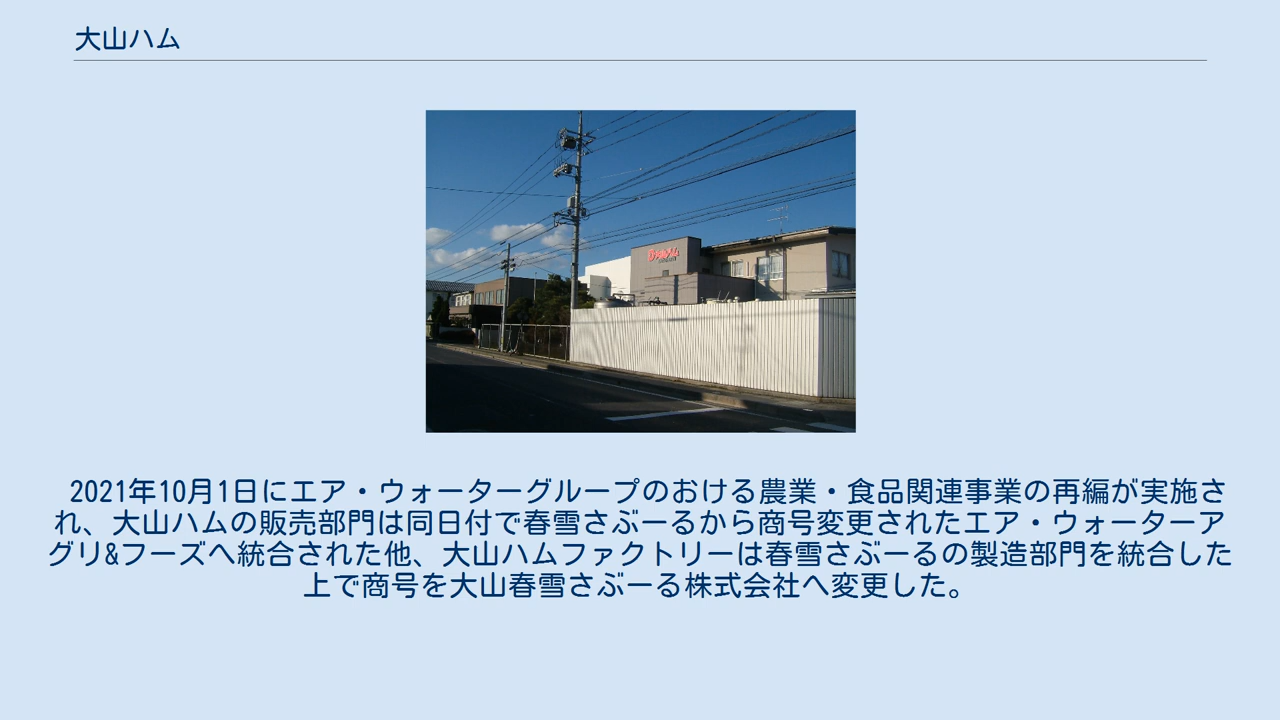 大山ハム
2021年10月1日にエア・ウォーターグループのおける農業・食品関連事業の再編が実施さ
れ、大山ハムの販売部門は同日付で春雪さぶーるから商号変更されたエア・ウォーターア
グリ&フーズへ統合された他、大山ハムファクトリーは春雪さぶーるの製造部門を統合した
上で商号を大山春雪さぶーる株式会社へ変更した。